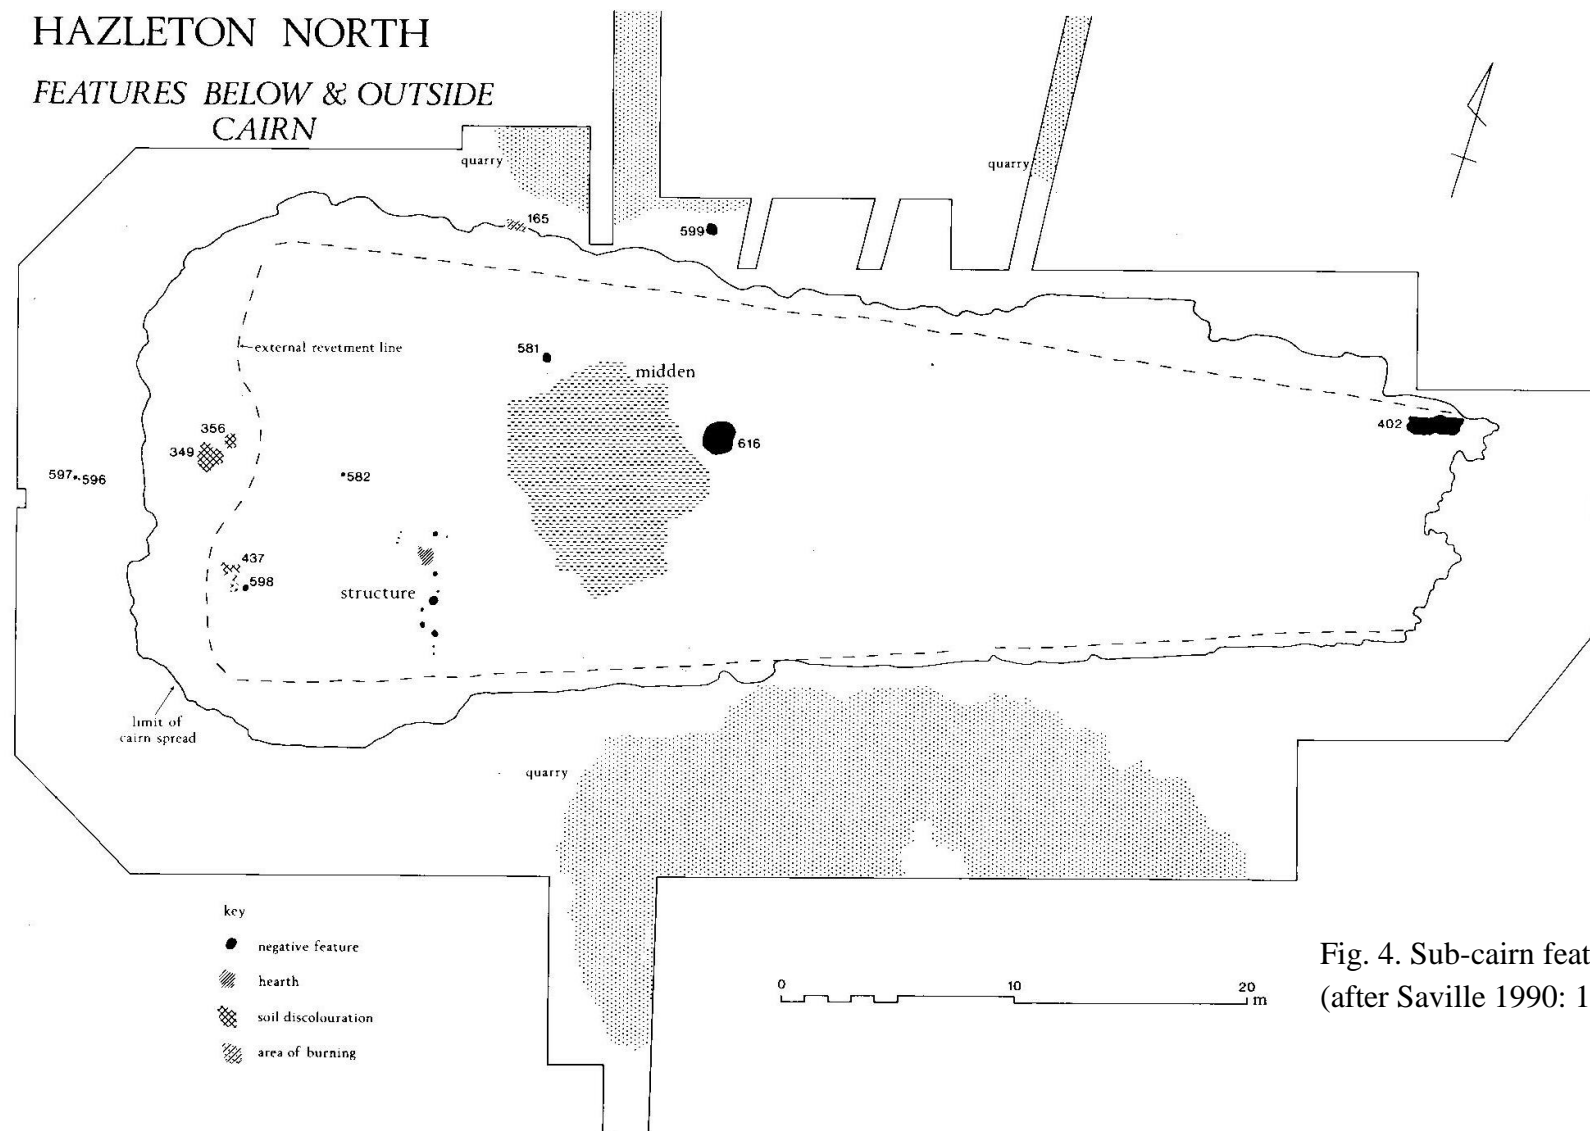 HAZLETON NORTH
FEATURES BELOW & OUTSIDE
CAIRN
quarry
quarry
165
599
external revetment line
581
midden
356
349
616
402
597
596
582
437
598
structure
limit of
cairn spread
quarry
key
negative feature
hearth
soil discolouration
area of burning
0 10 20
m
Fig. 4. Sub-cairn feat
(after Saville 1990: 1